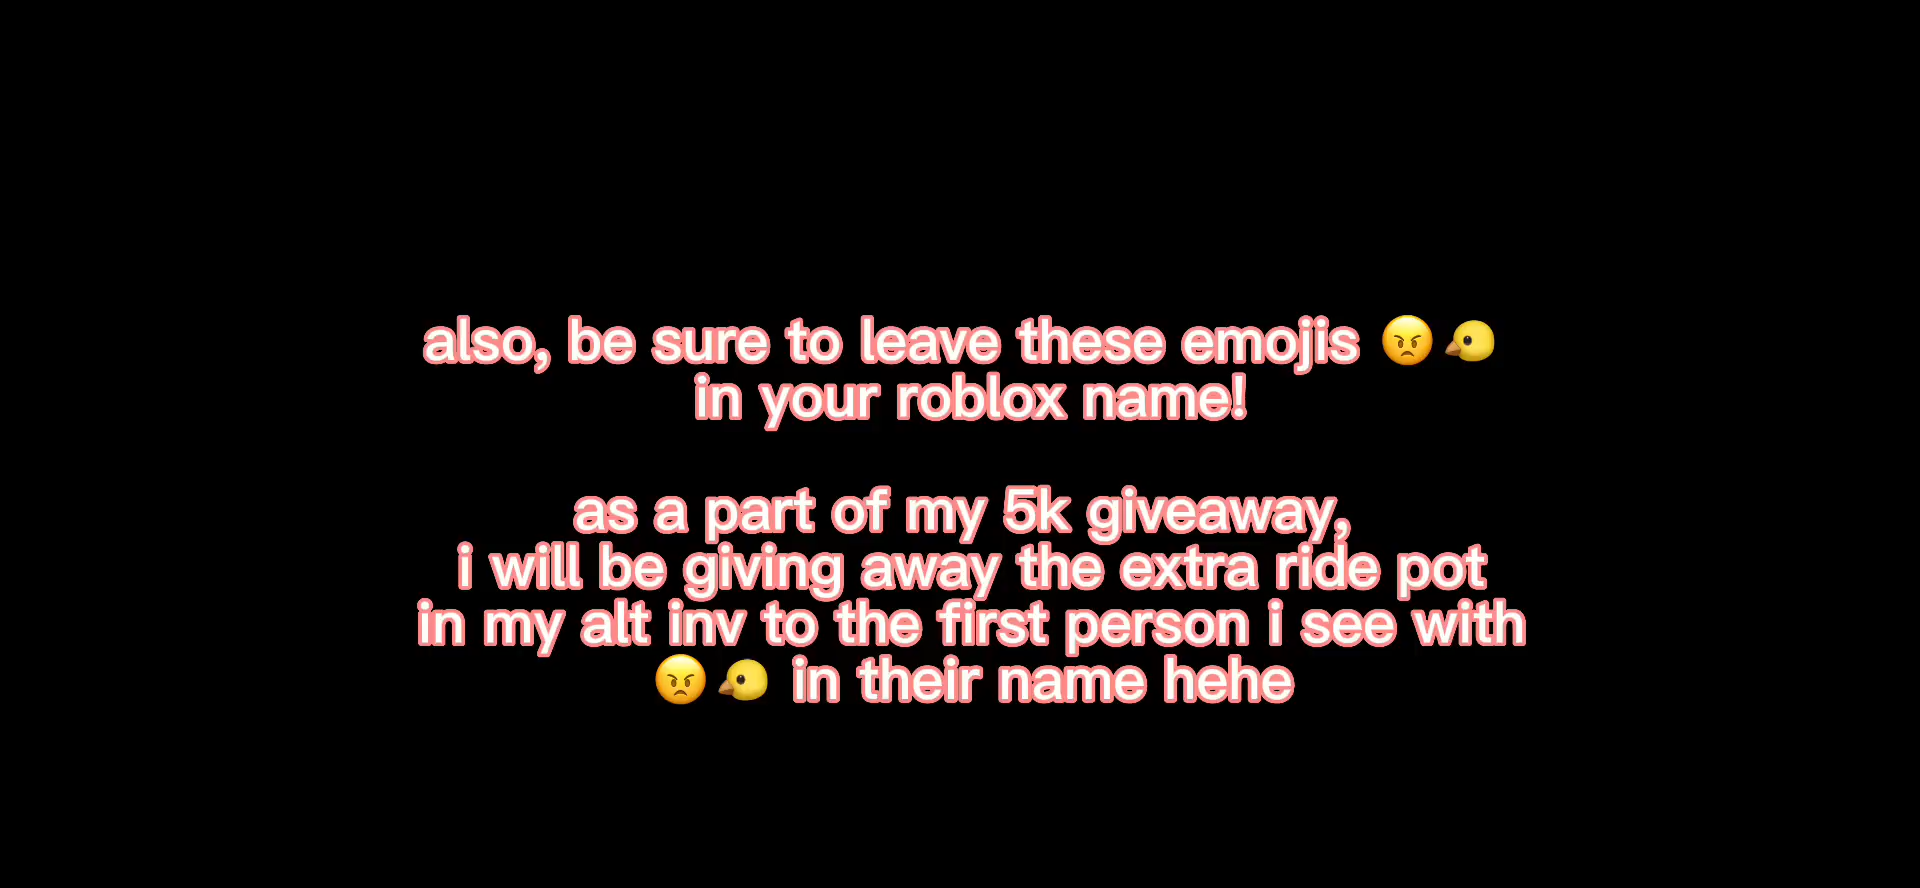 also, be sure to leave these emojis 😠🐤
in your roblox name!
as a part of my 5k giveaway,
i will be giving away the extra ride pot
in my alt inv to the first person i see with
😠🐤 in their name hehe